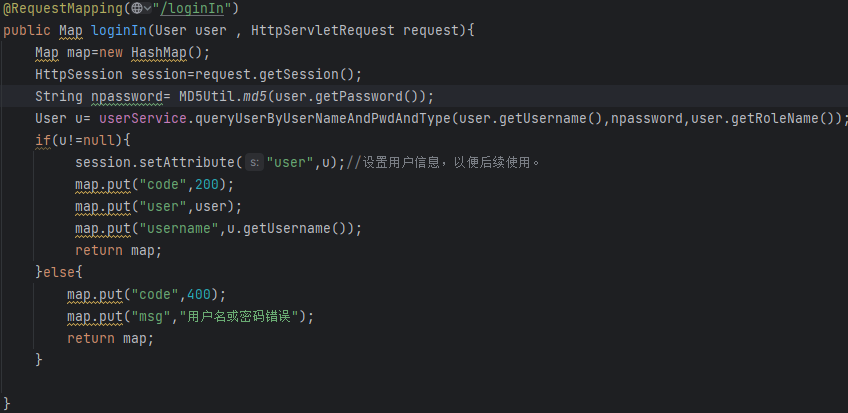 @RequestMapping("/loginIn")
public Map loginIn(User user , HttpServletRequest request){
    Map map=new HashMap();
    HttpSession session=request.getSession();
    String npassword= MD5Util.md5(user.getPassword());
    User u= userService.queryUserByUserNameAndPwdAndType(user.getUsername(),npassword,user.getRoleName());
    if(u!=null){
        session.setAttribute( s: "user",u);//设置用户信息，以便后续使用。
        map.put("code",200);
        map.put("user",user);
        map.put("username",u.getUsername());
        return map;
    }else{
        map.put("code",400);
        map.put("msg","用户名或密码错误");
        return map;
    }
}